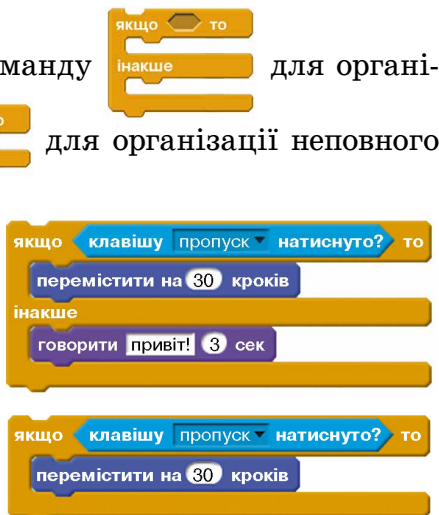 манду якщо то інакше для органі-
о для організації неповного
якщо клавішу пропуск натиснуто? то
перемістити на 30 кроків
інакше
говорити привіт! 3 сек
якщо клавішу пропуск натиснуто? то
перемістити на 30 кроків